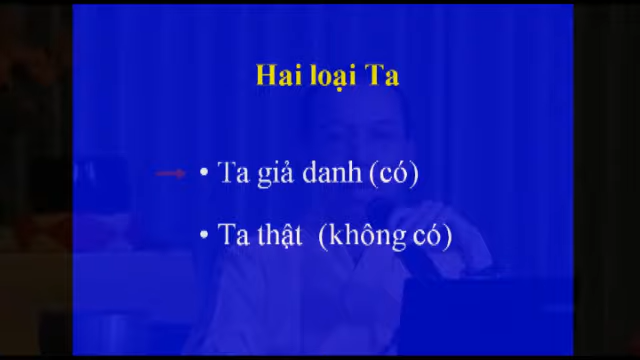 Hai loại Ta
• Ta giả danh (có)
• Ta thật (không có)